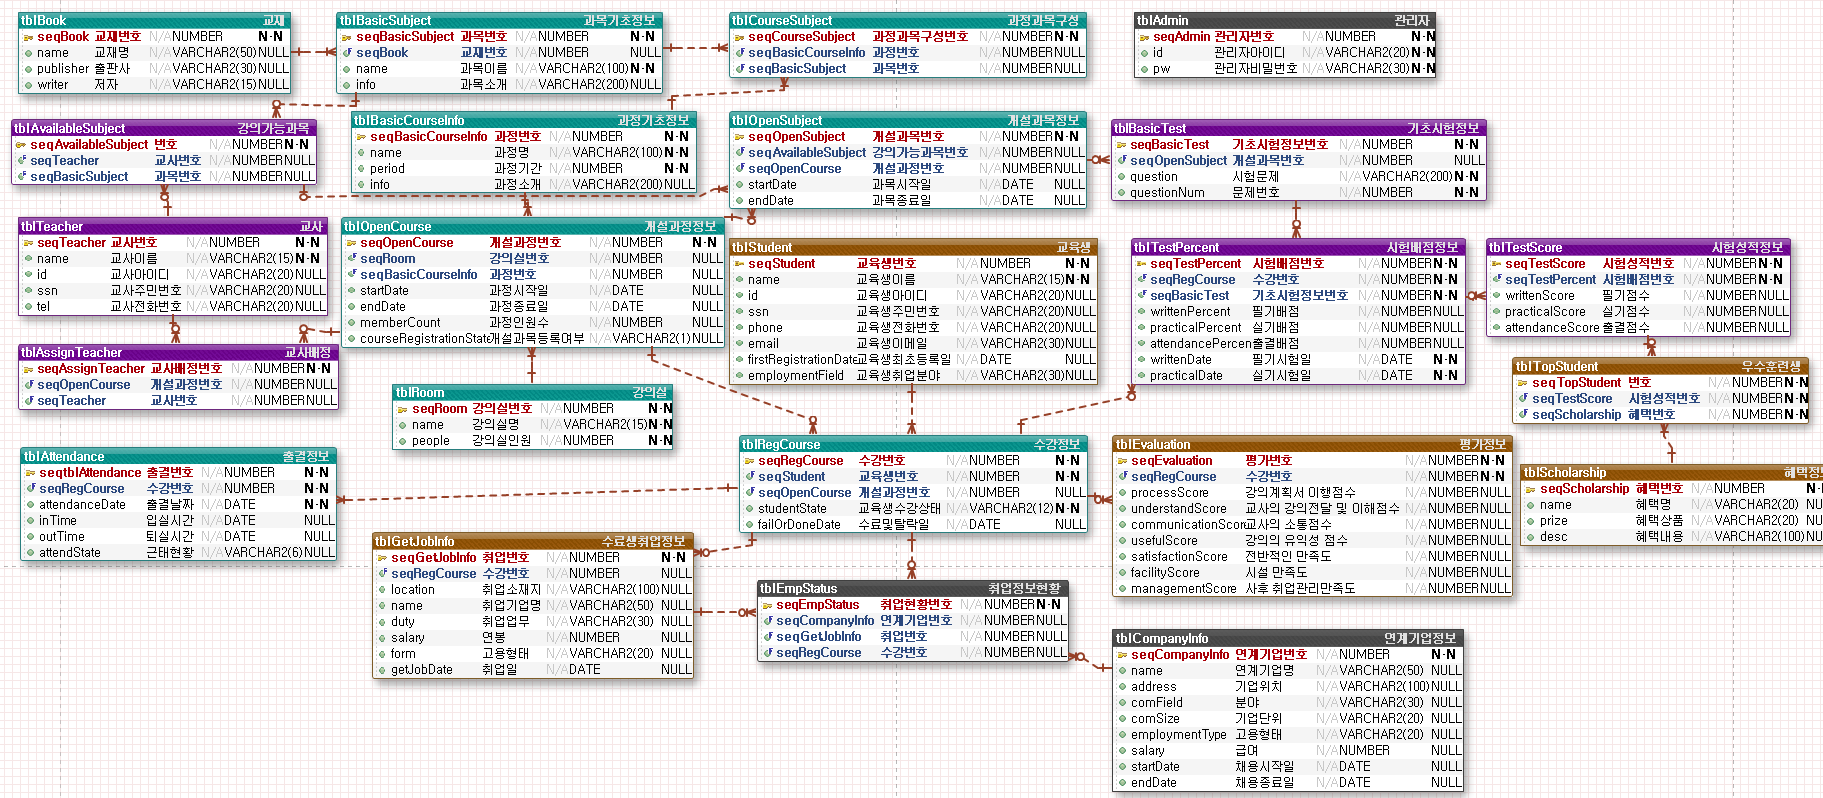 tblBook 교재
seqBook 교재번호 N/A NUMBER N-N
name 교재명 N/A VARCHAR2(50) NULL
publisher 출판사 N/A VARCHAR2(30) NULL
writer 저자 N/A VARCHAR2(15) NULL
tblBasicSubject 과목기초정보
seqBasicSubject 과목번호 N/A NUMBER N-N
seqBook 교재번호 N/A NUMBER NULL
name 과목이름 N/A VARCHAR2(100) N-N
info 과목소개 N/A VARCHAR2(200) NULL
tblCourseSubject 과정과목구성
seqCourseSubject 과정과목구성번호 N/A NUMBER N-N
seqBasicCourseInfo 과정번호 N/A NUMBER NULL
seqBasicSubject 과목번호 N/A NUMBER NULL
tblAdmin 관리자
seqAdmin 관리자번호 N/A NUMBER N-N
id 관리자아이디 N/A VARCHAR2(20) N-N
pw 관리자비밀번호 N/A VARCHAR2(30) N-N
tblAvailableSubject 강의가능과목
seqAvailableSubject 번호 N/A NUMBER N-N
seqTeacher 교사번호 N/A NUMBER NULL
seqBasicSubject 과목번호 N/A NUMBER NULL
tblBasicCourseInfo 과정기초정보
seqBasicCourseInfo 과정번호 N/A NUMBER N-N
name 과정명 N/A VARCHAR2(100) N-N
period 과정기간 N/A NUMBER N-N
info 과정소개 N/A VARCHAR2(200) NULL
tblOpenSubject 개설과목정보
seqOpenSubject 개설과목번호 N/A NUMBER N-N
seqAvailableSubject 강의가능과목번호 N/A NUMBER NULL
seqOpenCourse 개설과정번호 N/A NUMBER NULL
startDate 과목시작일 N/A DATE NULL
endDate 과목종료일 N/A DATE NULL
tblBasicTest 기초시험정보
seqBasicTest 기초시험정보번호 N/A NUMBER N-N
seqOpenSubject 개설과목번호 N/A NUMBER NULL
question 시험문제 N/A VARCHAR2(200) N-N
questionNum 문제번호 N/A NUMBER N-N
tblTeacher 교사
seqTeacher 교사번호 N/A NUMBER N-N
name 교사이름 N/A VARCHAR2(15) N-N
id 교사아이디 N/A VARCHAR2(20) NULL
ssn 교사주민번호 N/A VARCHAR2(20) NULL
tel 교사전화번호 N/A VARCHAR2(20) NULL
tblOpenCourse 개설과정정보
seqOpenCourse 개설과정번호 N/A NUMBER N-N
seqRoom 강의실번호 N/A NUMBER NULL
seqBasicCourseInfo 과정번호 N/A NUMBER NULL
startDate 과정시작일 N/A DATE NULL
endDate 과정종료일 N/A DATE NULL
memberCount 과정인원수 N/A NUMBER NULL
courseRegistrationState 개설과목등록여부 N/A VARCHAR2(1) NULL
tblStudent 교육생
seqStudent 교육생번호 N/A NUMBER N-N
name 교육생이름 N/A VARCHAR2(15) N-N
id 교육생아이디 N/A VARCHAR2(20) NULL
ssn 교육생주민번호 N/A VARCHAR2(20) NULL
phone 교육생전화번호 N/A VARCHAR2(20) NULL
email 교육생이메일 N/A VARCHAR2(30) NULL
firstRegistrationDate 교육생최초등록일 N/A DATE NULL
employmentField 교육생취업분야 N/A VARCHAR2(30) NULL
tblTestPercent 시험배점정보
seqTestPercent 시험배점번호 N/A NUMBER N-N
seqRegCourse 수강번호 N/A NUMBER N-N
seqBasicTest 기초시험정보번호 N/A NUMBER N-N
writtenPercent 필기배점 N/A NUMBER NULL
practicalPercent 실기배점 N/A NUMBER NULL
attendancePercen 출결배점 N/A NUMBER NULL
writtenDate 필기시험일 N/A DATE N-N
practicalDate 실기시험일 N/A DATE N-N
tblTestScore 시험성적정보
seqTestScore 시험성적번호 N/A NUMBER N-N
seqTestPercent 시험배점번호 N/A NUMBER N-N
writtenScore 필기점수 N/A NUMBER NULL
practicalScore 실기점수 N/A NUMBER NULL
attendanceScore 출결점수 N/A NUMBER NULL
tblAssignTeacher 교사배정
seqAssignTeacher 교사배정번호 N/A NUMBER N-N
seqOpenCourse 개설과정번호 N/A NUMBER NULL
seqTeacher 교사번호 N/A NUMBER NULL
tblRoom 강의실
seqRoom 강의실번호 N/A NUMBER N-N
name 강의실명 N/A VARCHAR2(15) N-N
people 강의실인원 N/A NUMBER N-N
tblTopStudent 우수훈련생
seqTopStudent 번호 N/A NUMBER N-N
seqTestScore 시험성적번호 N/A NUMBER N-N
seqScholarship 혜택번호 N/A NUMBER N-N
tblAttendance 출결정보
seqtblAttendance 출결번호 N/A NUMBER N-N
seqRegCourse 수강번호 N/A NUMBER N-N
attendanceDate 출결날짜 N/A DATE N-N
inTime 입실시간 N/A DATE NULL
outTime 퇴실시간 N/A DATE NULL
attendState 근태현황 N/A VARCHAR2(6) NULL
tblRegCourse 수강정보
seqRegCourse 수강번호 N/A NUMBER N-N
seqStudent 교육생번호 N/A NUMBER N-N
seqOpenCourse 개설과정번호 N/A NUMBER NULL
studentState 교육생수강상태 N/A VARCHAR2(12) N-N
failOrDoneDate 수료및탈락일 N/A DATE NULL
tblEvaluation 평가정보
seqEvaluation 평가번호 N/A NUMBER N-N
seqRegCourse 수강번호 N/A NUMBER NULL
processScore 강의계획서 이행점수 N/A NUMBER NULL
understandScore 교사의 강의전달 및 이해점수 N/A NUMBER NULL
communicationScor 교사의 소통점수 N/A NUMBER NULL
usefulScore 강의의 유익성 점수 N/A NUMBER NULL
satisfactionScore 전반적인 만족도 N/A NUMBER NULL
facilityScore 시설 만족도 N/A NUMBER NULL
managementScore 사후 취업관리만족도 N/A NUMBER NULL
tblScholarship 혜택정보
seqScholarship 혜택번호 N/A NUMBER N-
name 혜택명 N/A VARCHAR2(20) N
prize 혜택상품 N/A VARCHAR2(20) NU
desc 혜택내용 N/A VARCHAR2(100) NU
tblGetJobInfo 수료생취업정보
seqGetJobInfo 취업번호 N/A NUMBER N-N
seqRegCourse 수강번호 N/A NUMBER NULL
location 취업소재지 N/A VARCHAR2(100) NULL
name 취업기업명 N/A VARCHAR2(50) NULL
duty 취업업무 N/A VARCHAR2(30) NULL
salary 연봉 N/A NUMBER NULL
form 고용형태 N/A VARCHAR2(20) NULL
getJobDate 취업일 N/A DATE NULL
tblEmpStatus 취업정보현황
seqEmpStatus 취업현황번호 N/A NUMBER N-N
seqCompanyInfo 연계기업번호 N/A NUMBER NULL
seqGetJobInfo 취업번호 N/A NUMBER NULL
seqRegCourse 수강번호 N/A NUMBER NULL
tblCompanyInfo 연계기업정보
seqCompanyInfo 연계기업번호 N/A NUMBER N-N
name 연계기업명 N/A VARCHAR2(50) NULL
address 기업위치 N/A VARCHAR2(100) NULL
comField 분야 N/A VARCHAR2(30) NULL
comSize 기업단위 N/A VARCHAR2(20) NULL
employmentType 고용형태 N/A VARCHAR2(20) NULL
salary 급여 N/A NUMBER NULL
startDate 채용시작일 N/A DATE NULL
endDate 채용종료일 N/A DATE NULL